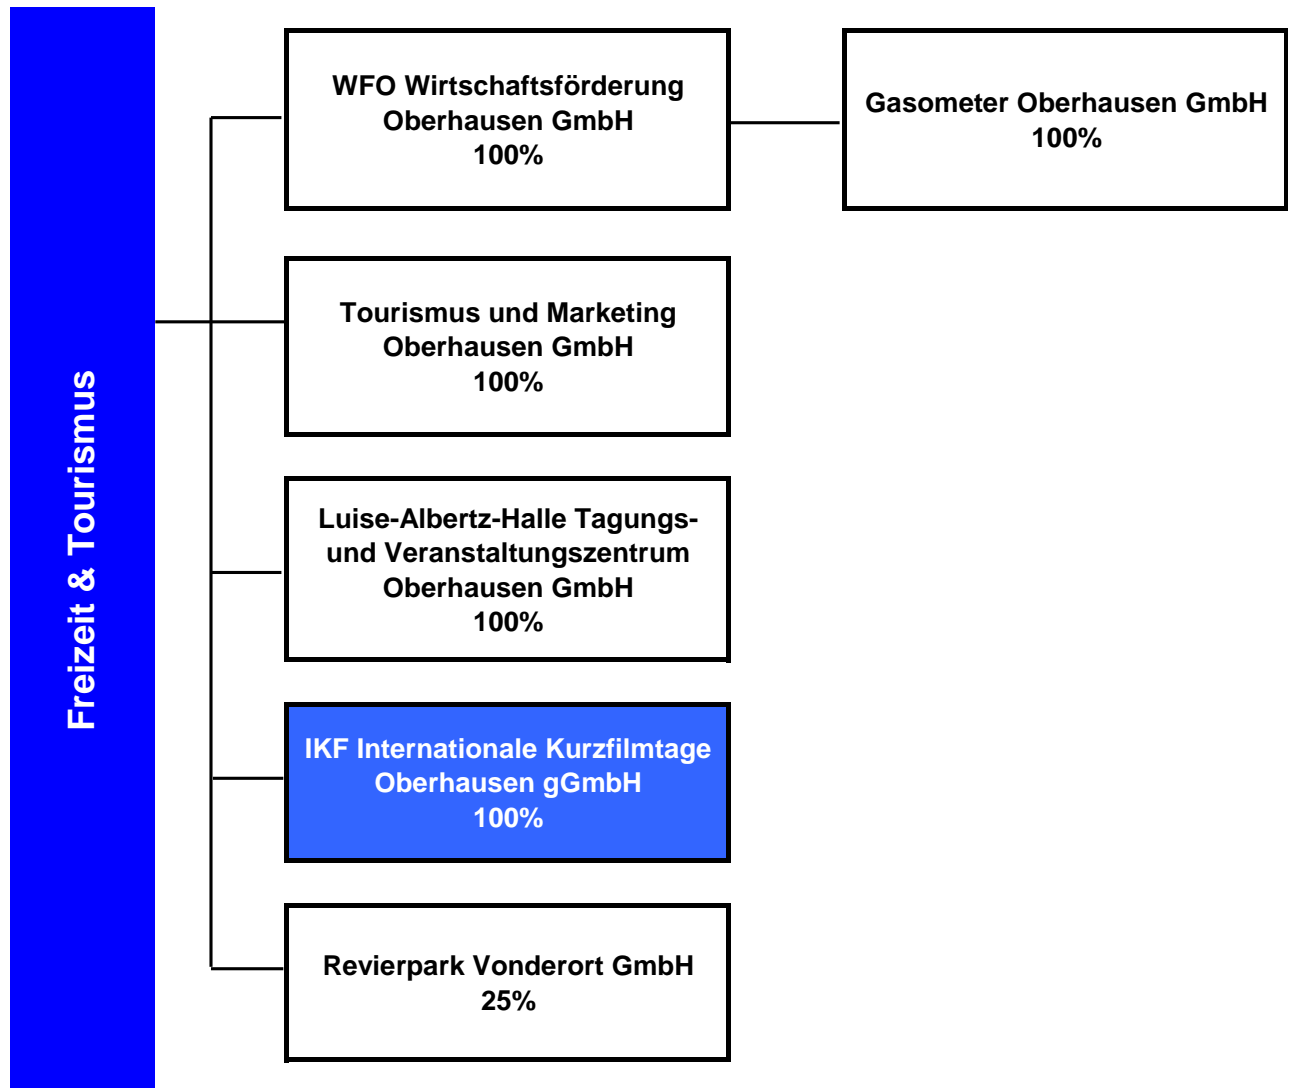 Freizeit & Tourismus
WFO Wirtschaftsförderung
Oberhausen GmbH
100%
Gasometer Oberhausen GmbH
100%
Tourismus und Marketing
Oberhausen GmbH
100%
Luise-Albertz-Halle Tagungs-
und Veranstaltungszentrum
Oberhausen GmbH
100%
IKF Internationale Kurzfilmtage
Oberhausen gGmbH
100%
Revierpark Vonderort GmbH
25%